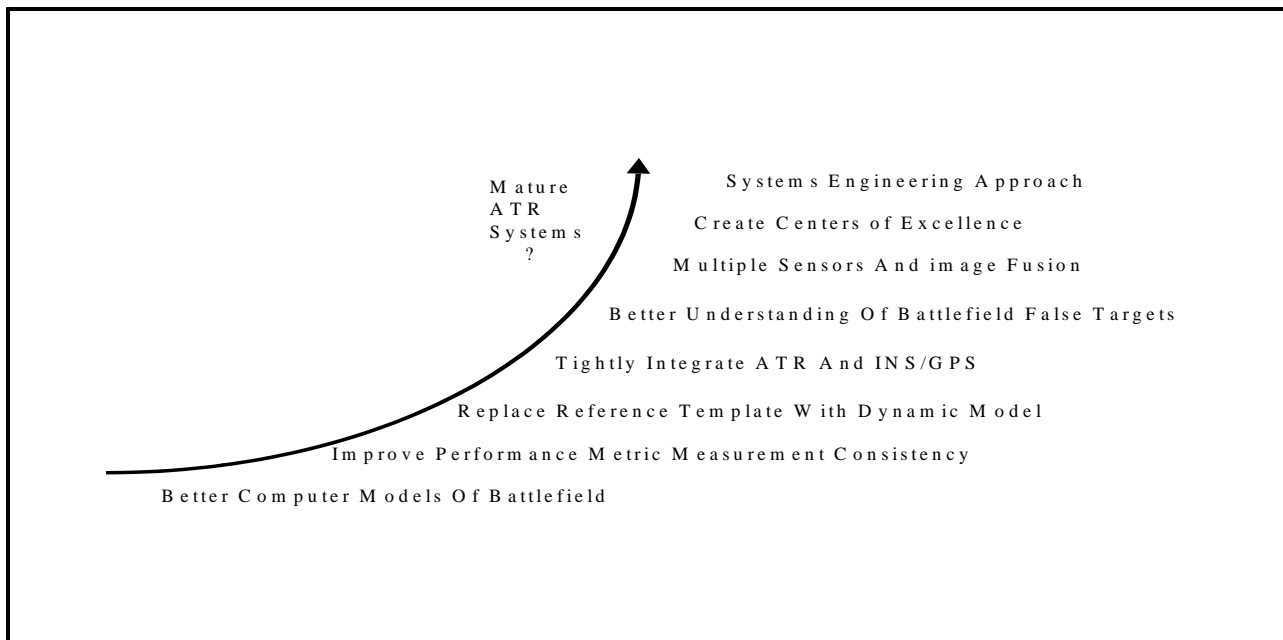 Mature
ATR
Systems
?
Systems Engineering Approach
Create Centers of Excellence
Multiple Sensors And image Fusion
Better Understanding Of Battlefield False Targets
Tightly Integrate ATR And INS/GPS
Replace Reference Template With Dynamic Model
Improve Performance Metric Measurement Consistency
Better Computer Models Of Battlefield